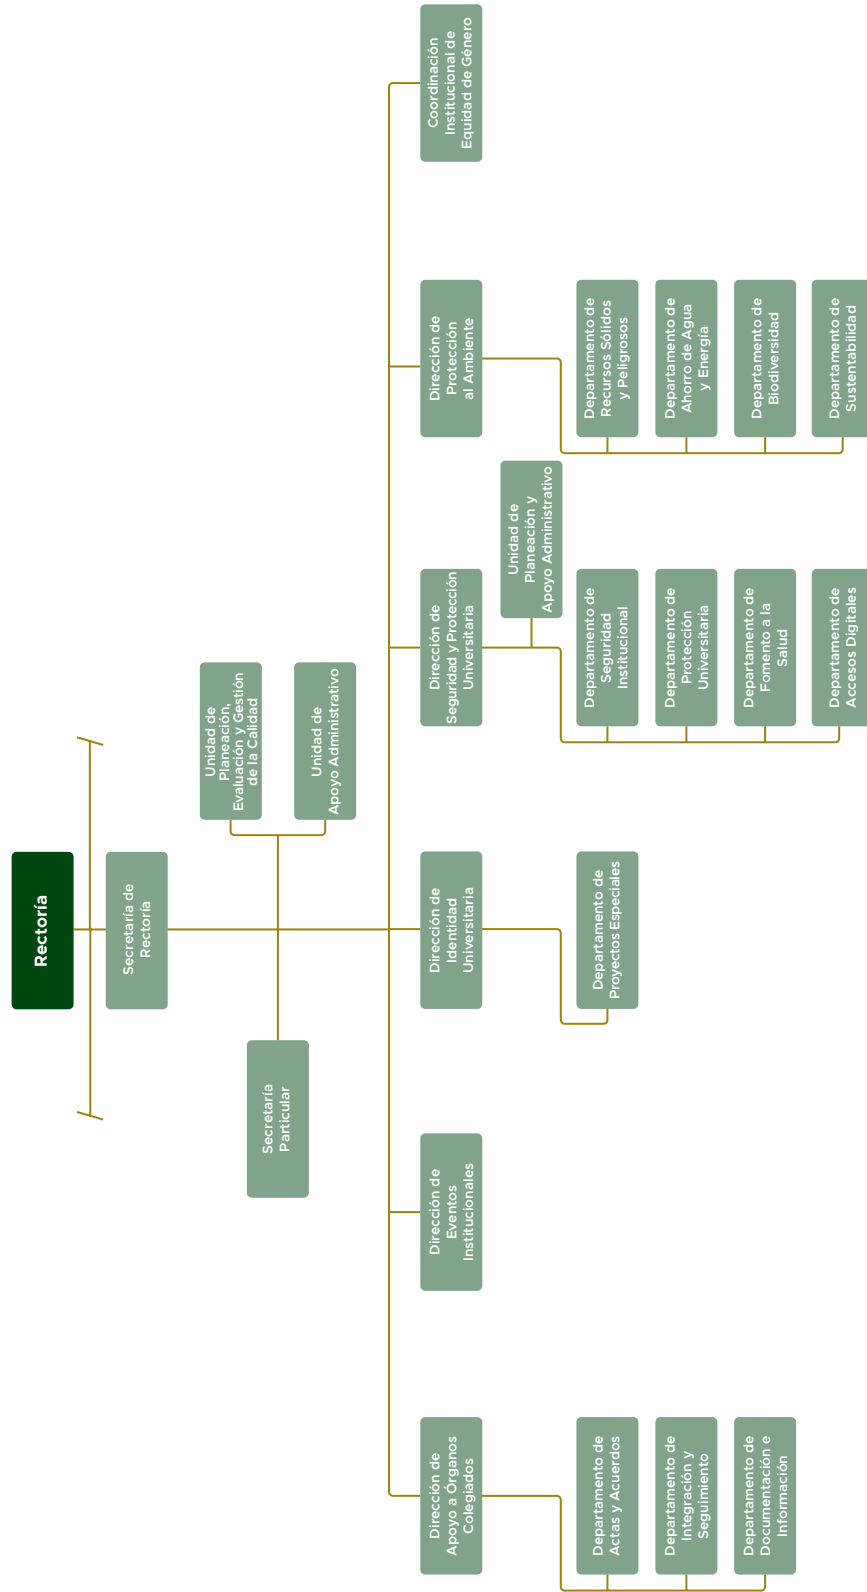 Rectoría
Secretaría de
Rectoría
Secretaría
Particular
Unidad de
Planeación,
Evaluación y Gestión
de la Calidad
Unidad de
Apoyo Administrativo
Dirección de
Apoyo a Órganos
Colegiados
Dirección de
Eventos
Institucionales
Dirección de
Identidad
Universitaria
Dirección de
Seguridad y Protección
Universitaria
Dirección de
Protección
al Ambiente
Coordinación
Institucional de
Equidad de Género
Unidad de
Planeación y
Apoyo Administrativo
Departamento de
Actas y Acuerdos
Departamento de
Integración y
Seguimiento
Departamento de
Documentación e
Información
Departamento de
Proyectos Especiales
Departamento de
Seguridad
Institucional
Departamento de
Protección
Universitaria
Departamento de
Fomento a la
Salud
Departamento de
Accesos Digitales
Departamento de
Recursos Sólidos
y Peligrosos
Departamento de
Ahorro de Agua
y Energía
Departamento de
Biodiversidad
Departamento de
Sustentabilidad